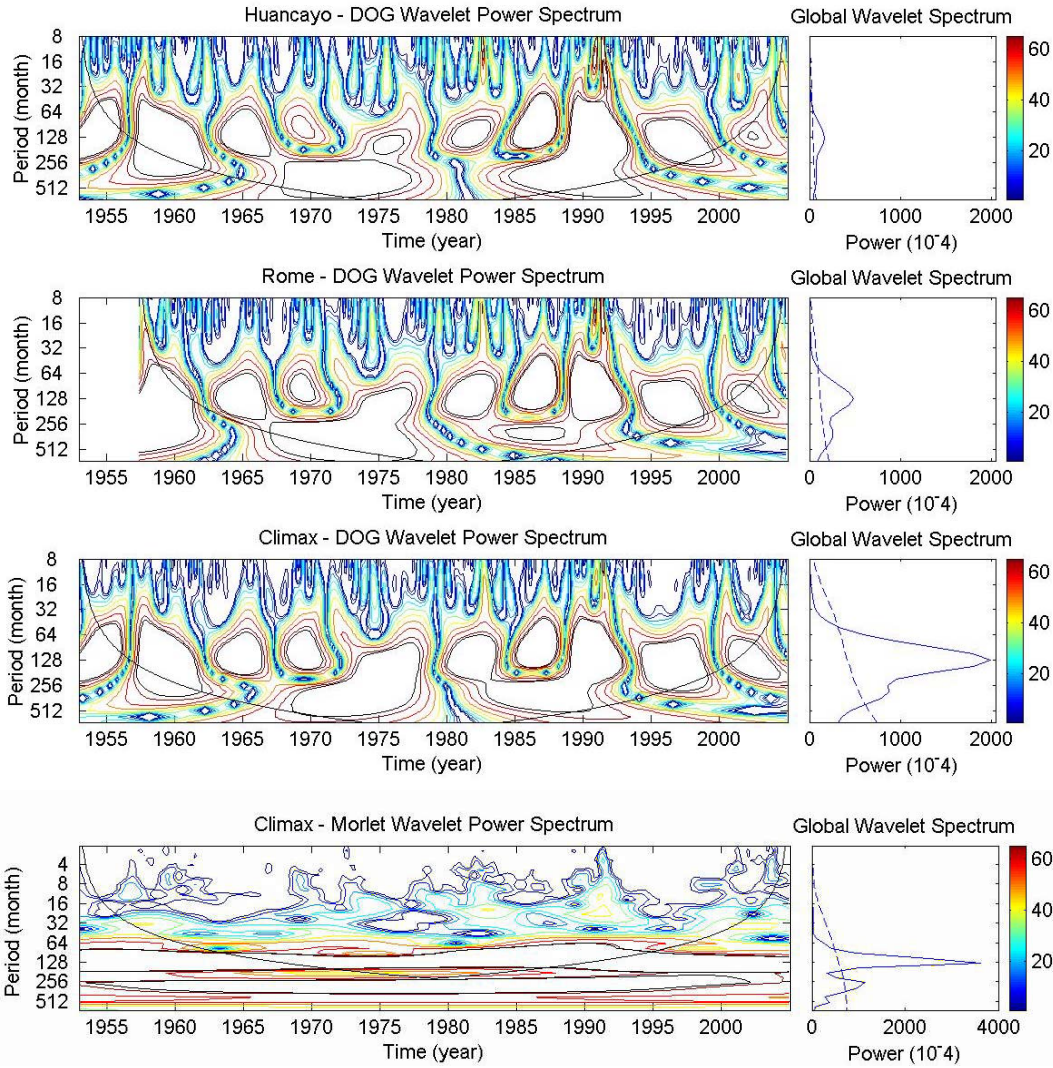 Huancayo - DOG Wavelet Power Spectrum
Global Wavelet Spectrum
Period (month)
8
16
32
64
128
256
512
1955 1960 1965 1970 1975 1980 1985 1990 1995 2000
Time (year)
0 1000 2000
Power (10^-4)
60
40
20
Rome - DOG Wavelet Power Spectrum
Global Wavelet Spectrum
Period (month)
8
16
32
64
128
256
512
1955 1960 1965 1970 1975 1980 1985 1990 1995 2000
Time (year)
0 1000 2000
Power (10^-4)
60
40
20
Climax - DOG Wavelet Power Spectrum
Global Wavelet Spectrum
Period (month)
8
16
32
64
128
256
512
1955 1960 1965 1970 1975 1980 1985 1990 1995 2000
Time (year)
0 1000 2000
Power (10^-4)
60
40
20
Climax - Morlet Wavelet Power Spectrum
Global Wavelet Spectrum
Period (month)
4
8
16
32
64
128
256
512
1955 1960 1965 1970 1975 1980 1985 1990 1995 2000
Time (year)
0 2000 4000
Power (10^-4)
60
40
20
0